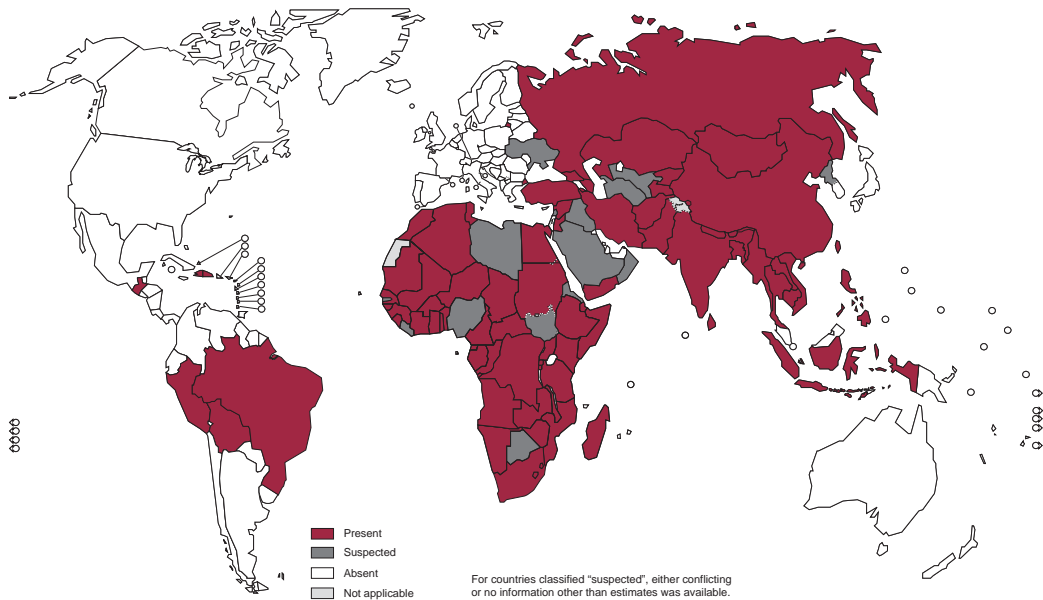 Present
Suspected
Absent
Not applicable
For countries classified “suspected”, either conflicting
or no information other than estimates was available.